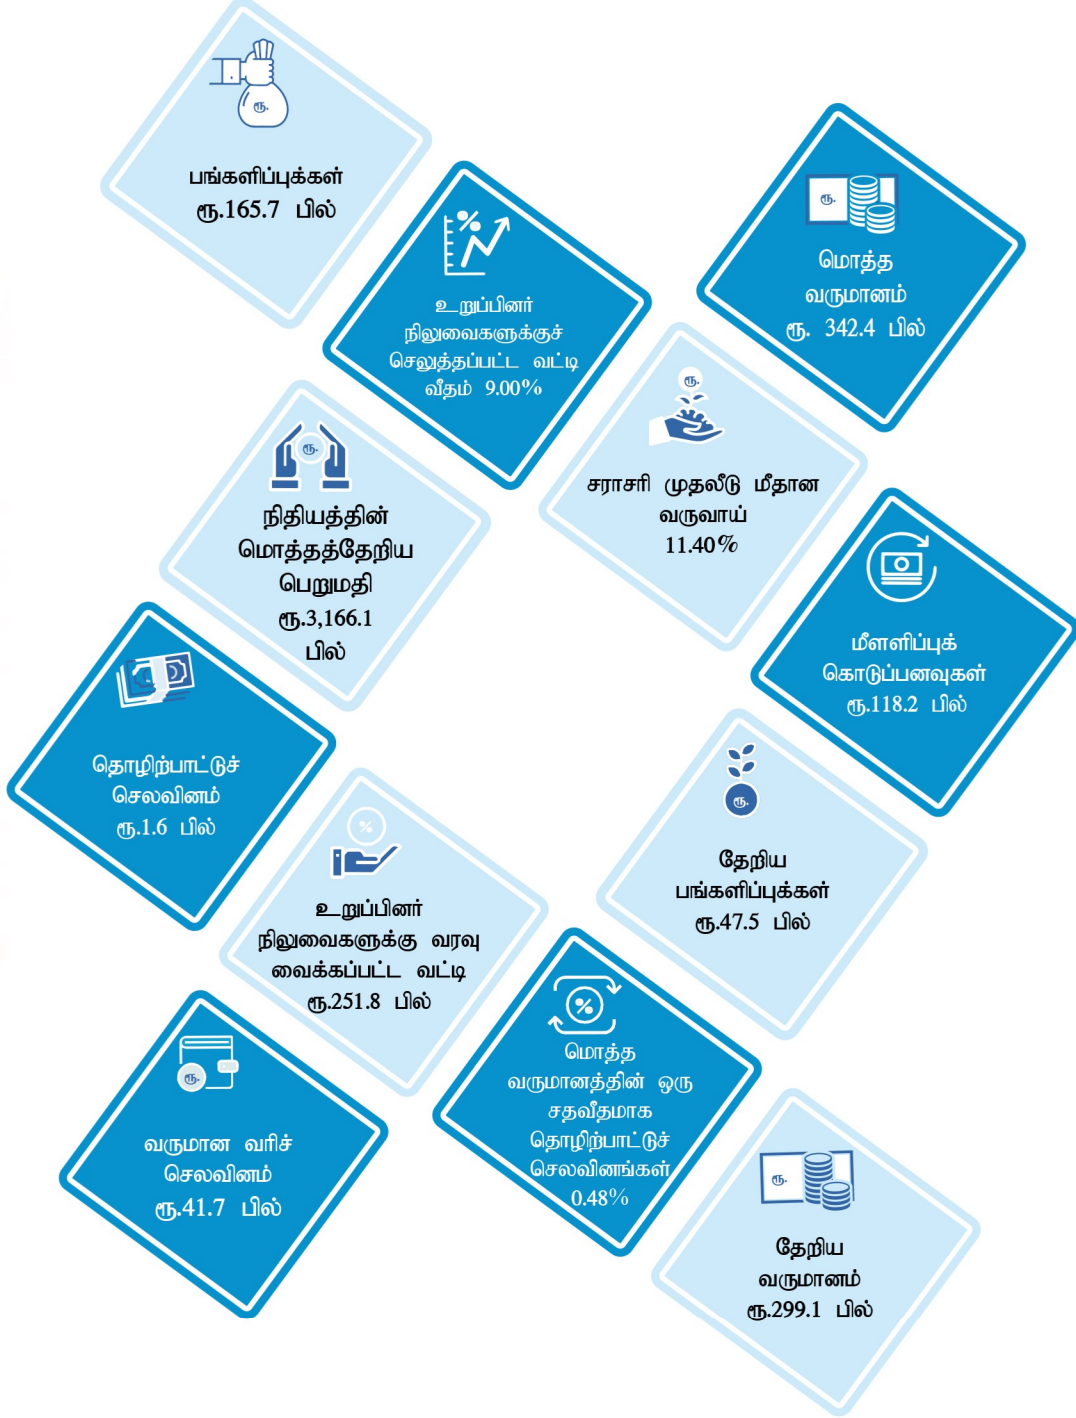 ரூ.
பங்களிப்புக்கள்
ரூ.165.7 பில்
%
உறுப்பினர்
நிலுவைகளுக்குச்
செலுத்தப்பட்ட வட்டி
வீதம் 9.00%
ரூ.
மொத்த
வருமானம்
ரூ. 342.4 பில்
ரூ.
சராசரி முதலீடு மீதான
வருவாய்
11.40%
ரூ.
நிதியத்தின்
மொத்தத்தேறிய
பெறுமதி
ரூ.3,166.1
பில்
மீளளிப்புக்
கொடுப்பனவுகள்
ரூ.118.2 பில்
தொழிற்பாட்டுச்
செலவினம்
ரூ.1.6 பில்
ரூ.
தேறிய
பங்களிப்புக்கள்
ரூ.47.5 பில்
%
உறுப்பினர்
நிலுவைகளுக்கு வரவு
வைக்கப்பட்ட வட்டி
ரூ.251.8 பில்
%
மொத்த
வருமானத்தின் ஒரு
சதவீதமாக
தொழிற்பாட்டுச்
செலவினங்கள்
0.48%
ரூ.
வருமான வரிச்
செலவினம்
ரூ.41.7 பில்
ரூ.
தேறிய
வருமானம்
ரூ.299.1 பில்